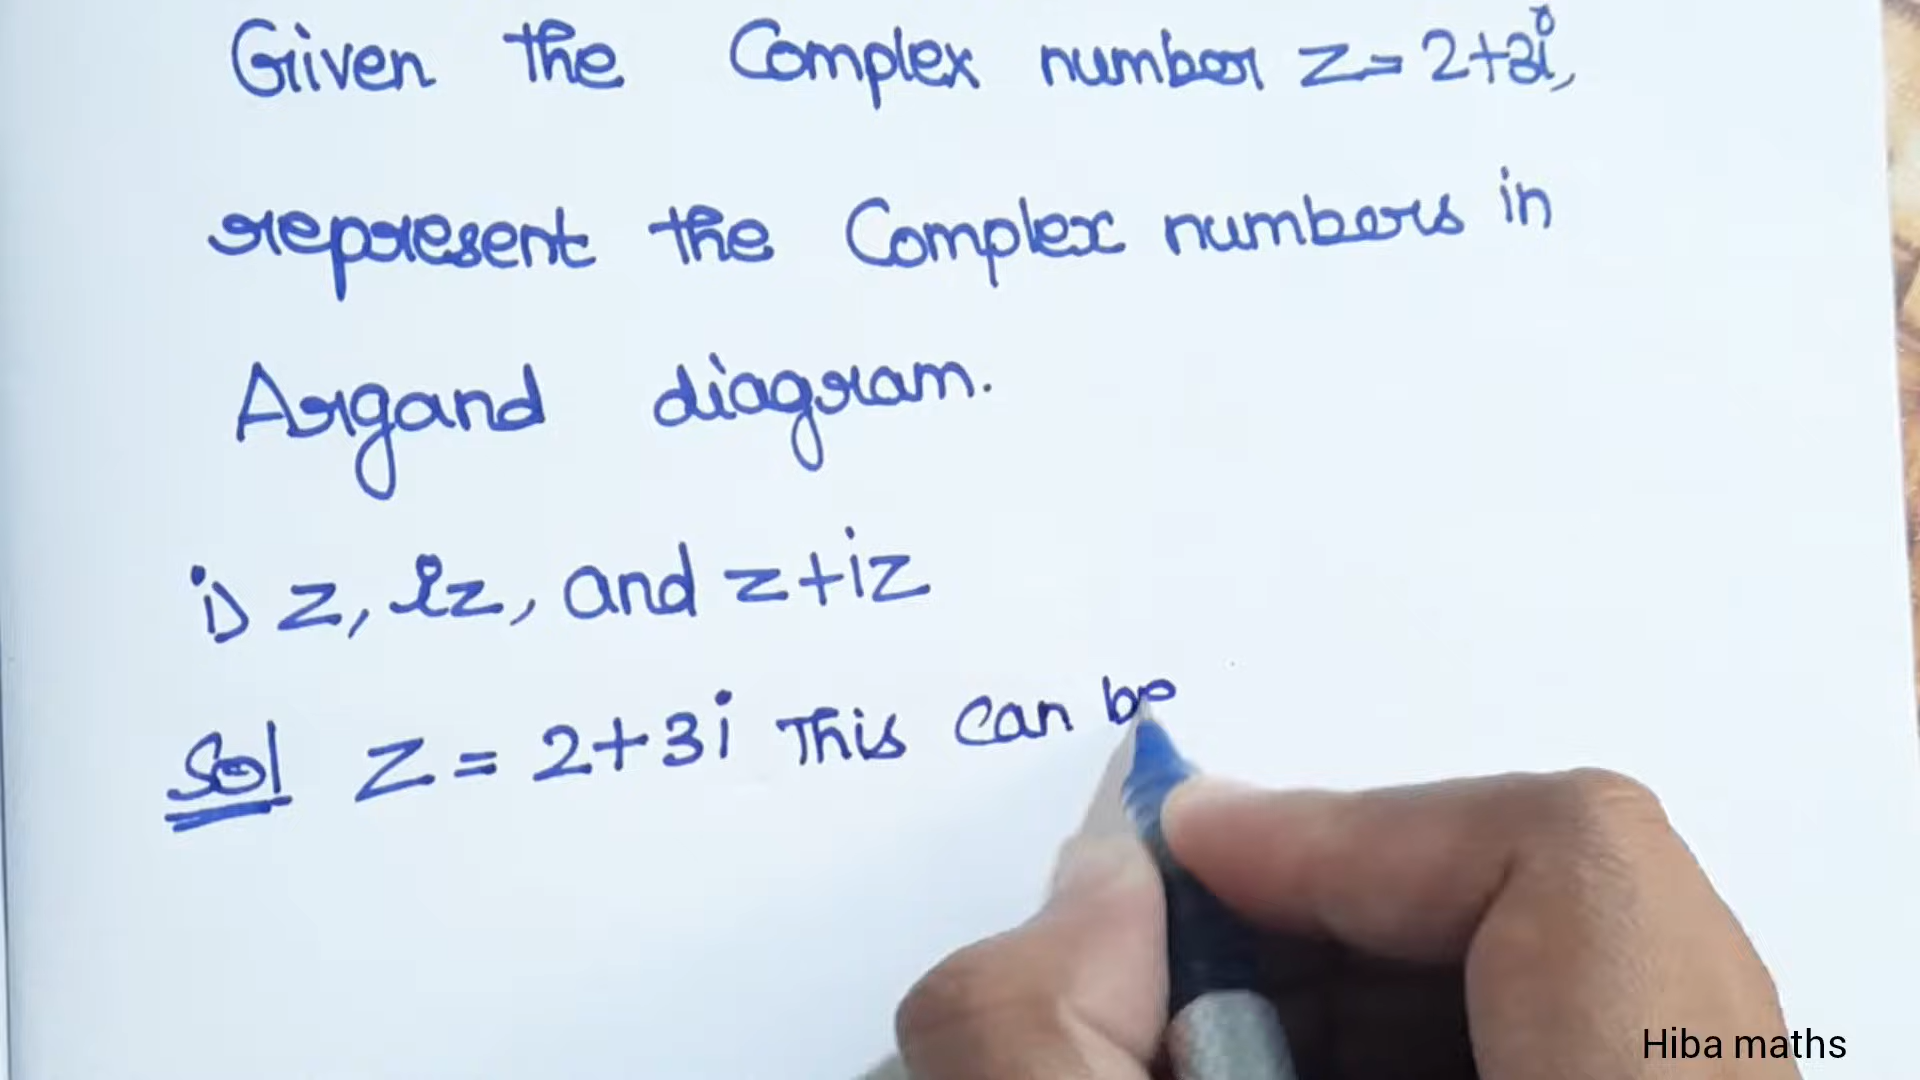 Given the Complex number z = 2+3i,
represent the Complex numbers in
Argand diagram.
i) z, iz, and z+iz
Sol z = 2+3i This can be
Hiba maths